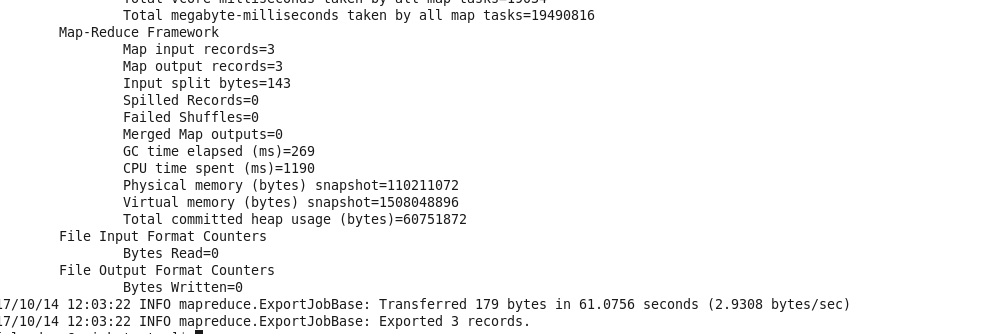 Total megabyte-milliseconds taken by all map tasks=19490816
Map-Reduce Framework
Map input records=3
Map output records=3
Input split bytes=143
Spilled Records=0
Failed Shuffles=0
Merged Map outputs=0
GC time elapsed (ms)=269
CPU time spent (ms)=1190
Physical memory (bytes) snapshot=110211072
Virtual memory (bytes) snapshot=1508048896
Total committed heap usage (bytes)=60751872
File Input Format Counters
Bytes Read=0
File Output Format Counters
Bytes Written=0
17/10/14 12:03:22 INFO mapreduce.ExportJobBase: Transferred 179 bytes in 61.0756 seconds (2.9308 bytes/sec)
17/10/14 12:03:22 INFO mapreduce.ExportJobBase: Exported 3 records.